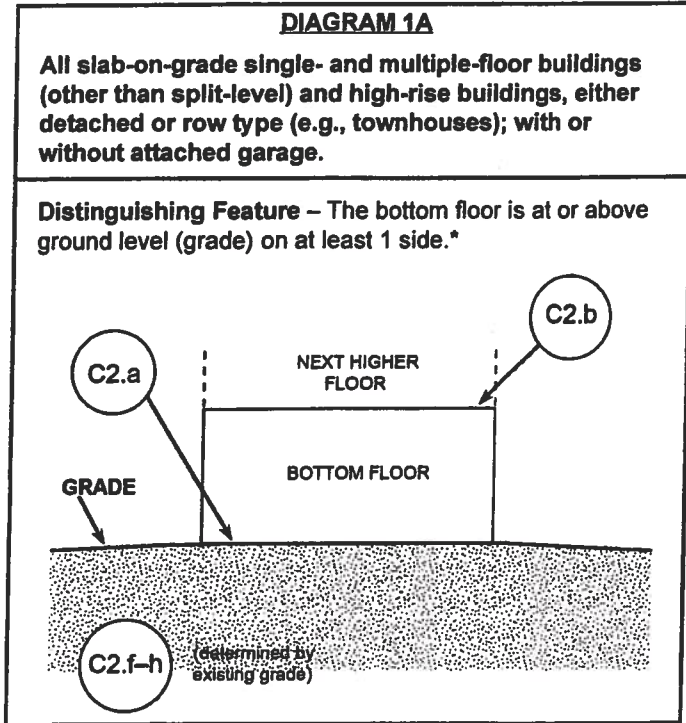 DIAGRAM 1A
All slab-on-grade single- and multiple-floor buildings
(other than split-level) and high-rise buildings, either
detached or row type (e.g., townhouses); with or
without attached garage.
Distinguishing Feature – The bottom floor is at or above
ground level (grade) on at least 1 side.*
C2.b
C2.a
NEXT HIGHER
FLOOR
BOTTOM FLOOR
GRADE
C2.f–h
(determined by
existing grade)